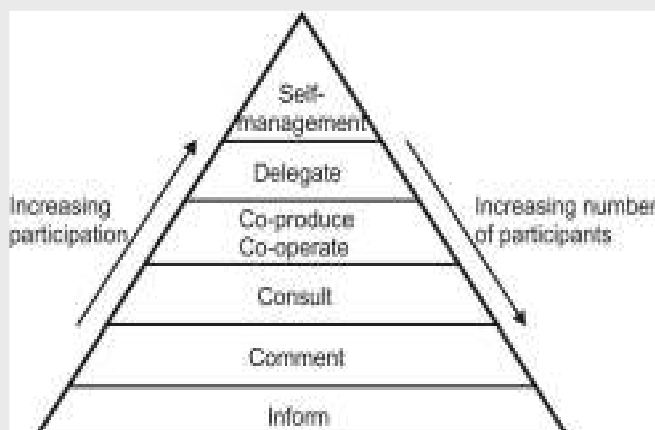 Self-
management
Delegate
Increasing
participation
Co-produce
Co-operate
Increasing number
of participants
Consult
Comment
Inform